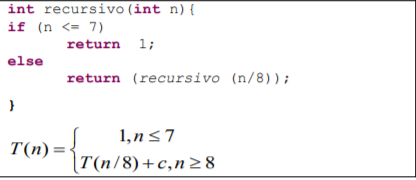 int recursivo(int n){
if (n <= 7)
return 1;
else
return (recursivo (n/8));
}
T(n)={ 1,n≤7
T(n/8)+c,n≥8